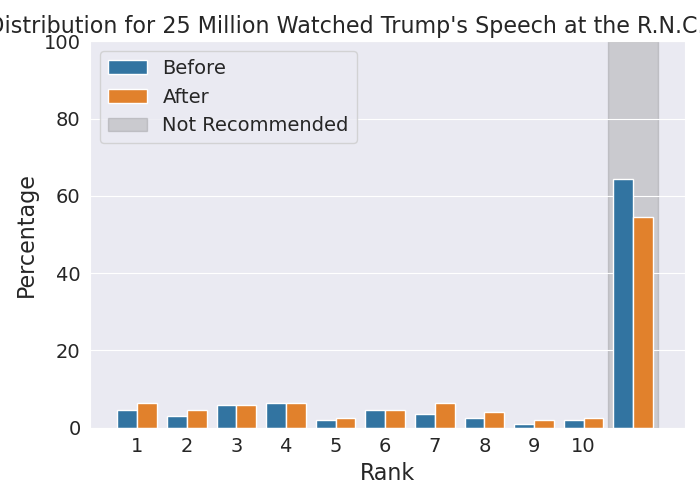 istribution for 25 Million Watched Trump's Speech at the R.N.C.
100
80
60
40
20
0
Percentage
Before
After
Not Recommended
1 2 3 4 5 6 7 8 9 10
Rank